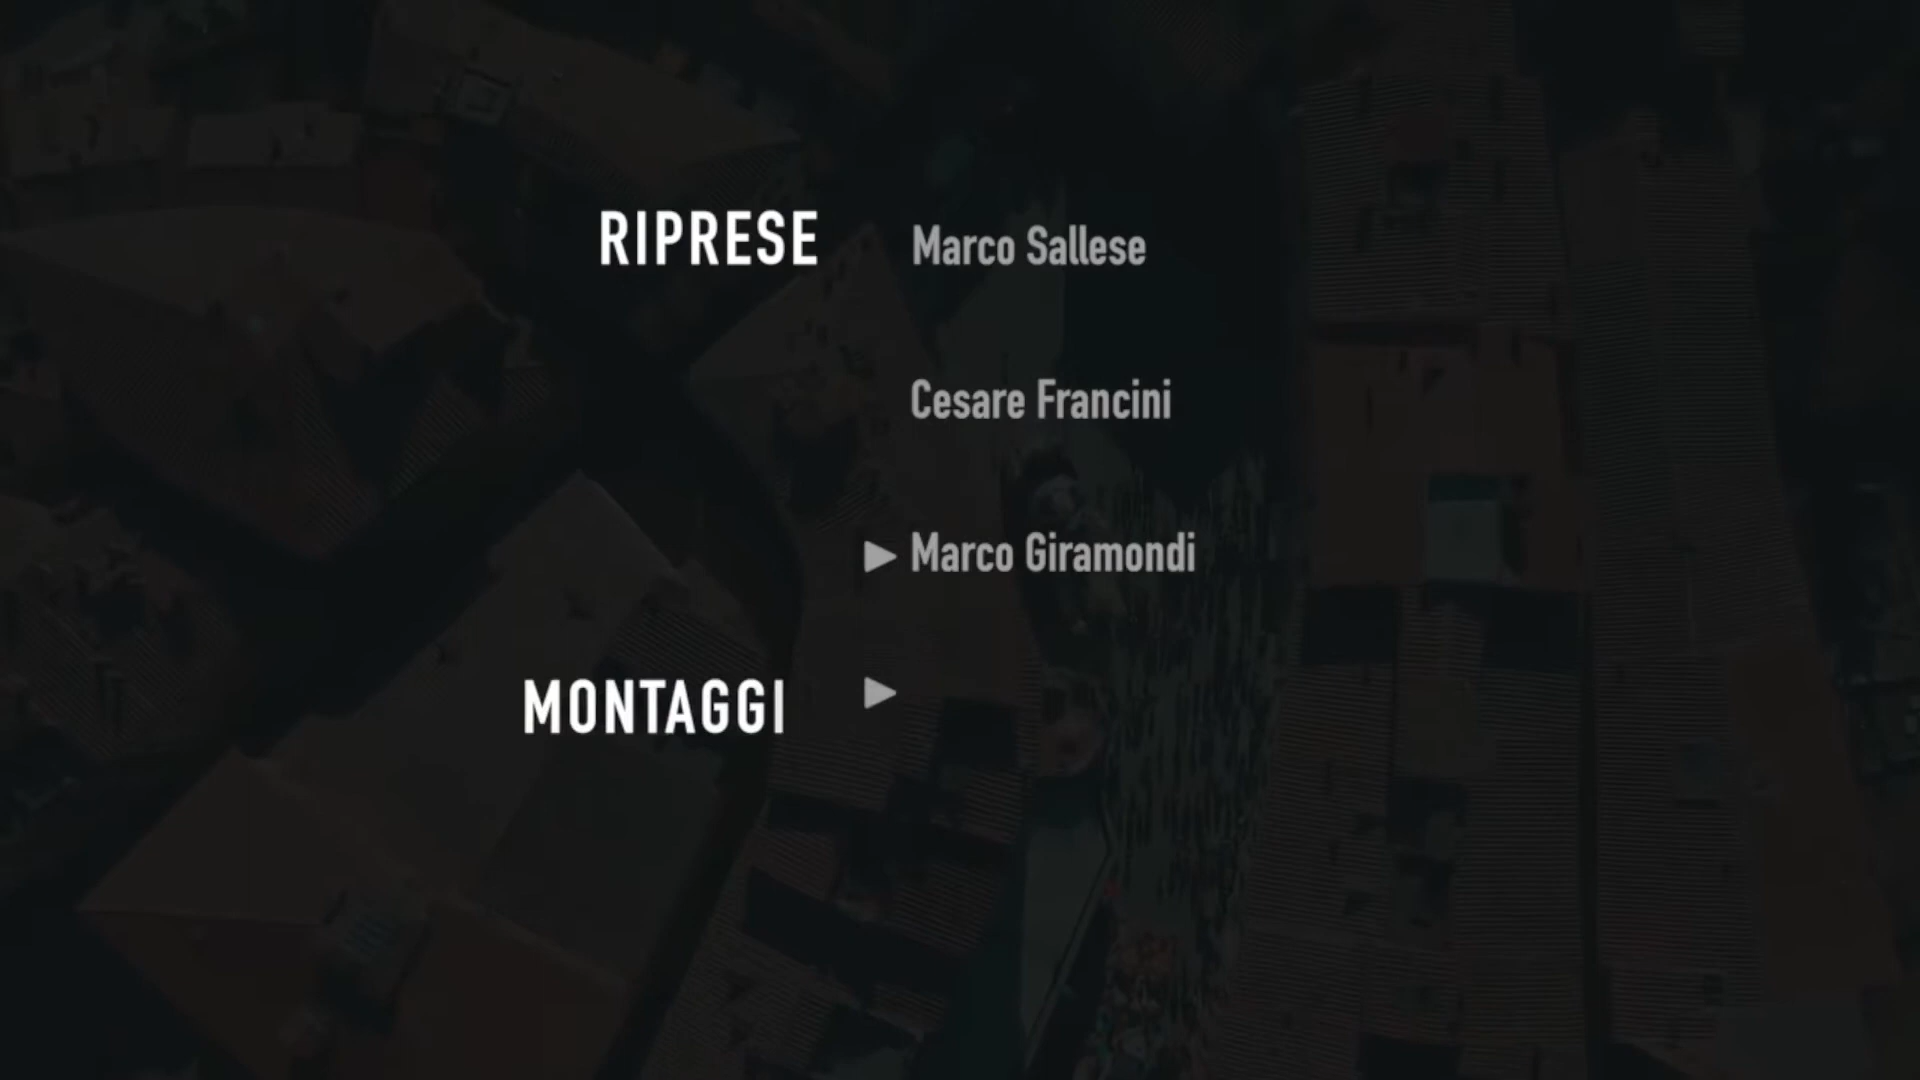 RIPRESE Marco Sallese
Cesare Francini
▶ Marco Giramondi
MONTAGGI ▶